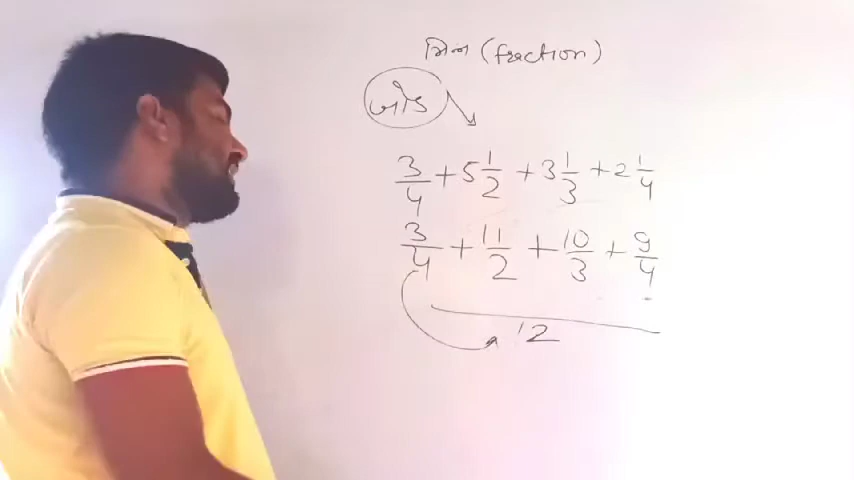 भिन्न (fraction)
जोड़
3/4 + 5 1/2 + 3 1/3 + 2 1/4
3/4 + 11/2 + 10/3 + 9/4
12